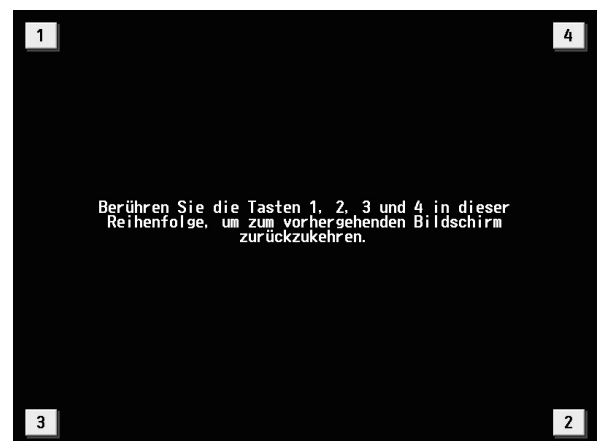 1
4
Berühren Sie die Tasten 1, 2, 3 und 4 in dieser
Reihenfolge, um zum vorhergehenden Bildschirm
zurückzukehren.
3
2